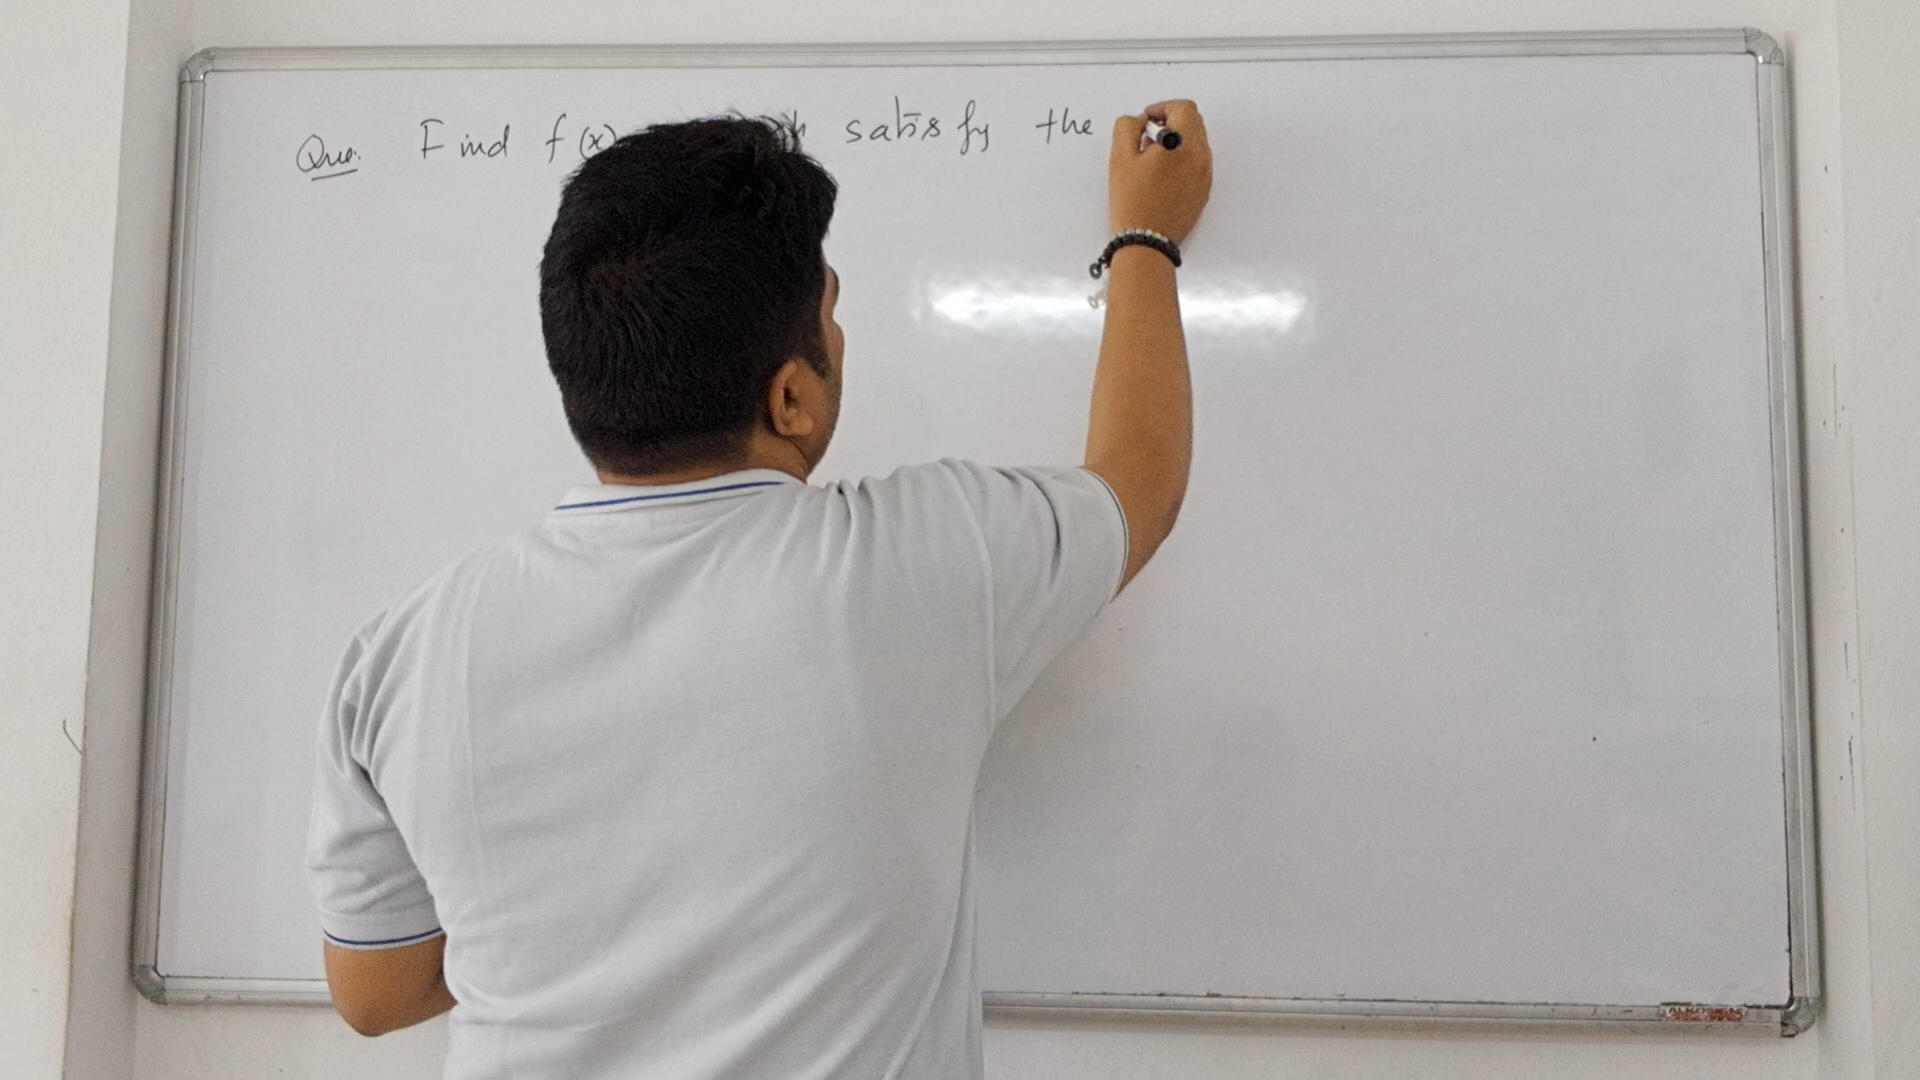 Que. Find f(x) satisfy the